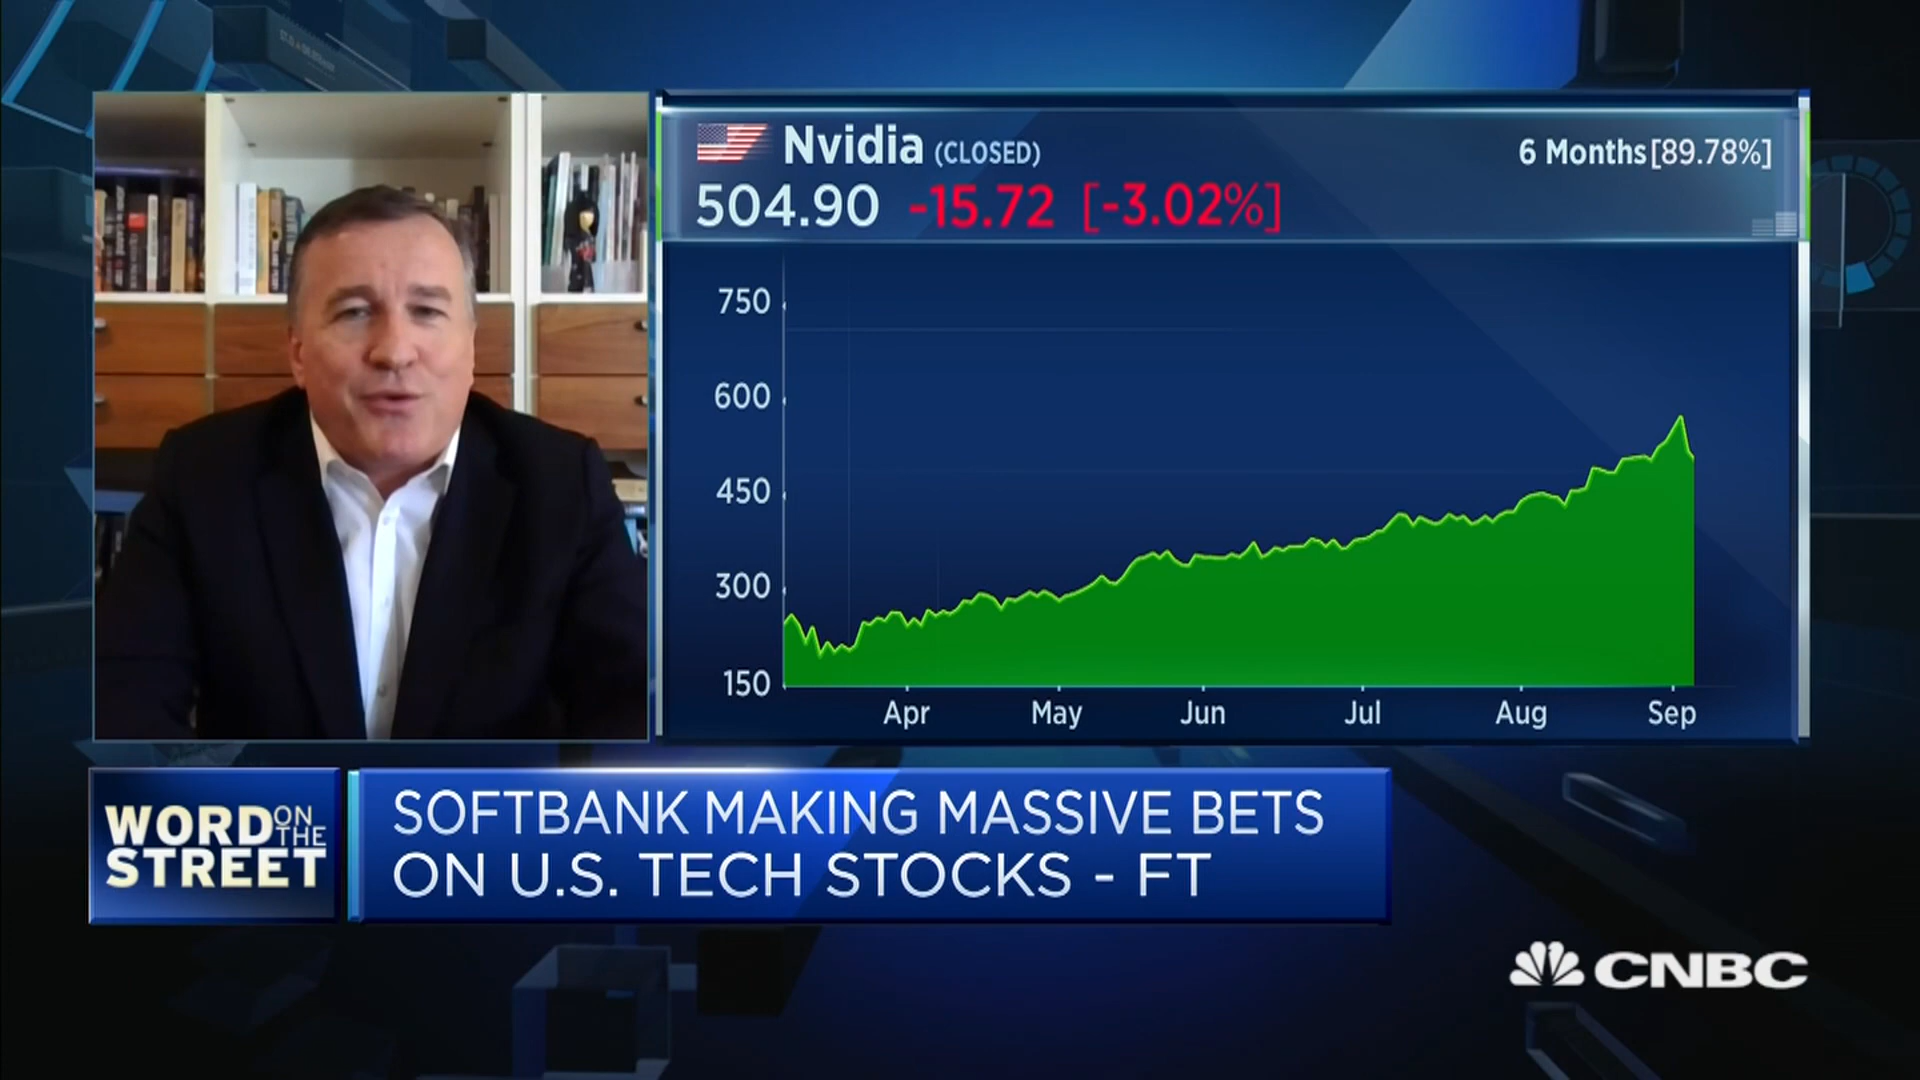 Nvidia (CLOSED)
6 Months[89.78%]
504.90 -15.72 [-3.02%]
750
600
450
300
150
Apr May Jun Jul Aug Sep
WORD ON THE STREET
SOFTBANK MAKING MASSIVE BETS
ON U.S. TECH STOCKS - FT
CNBC